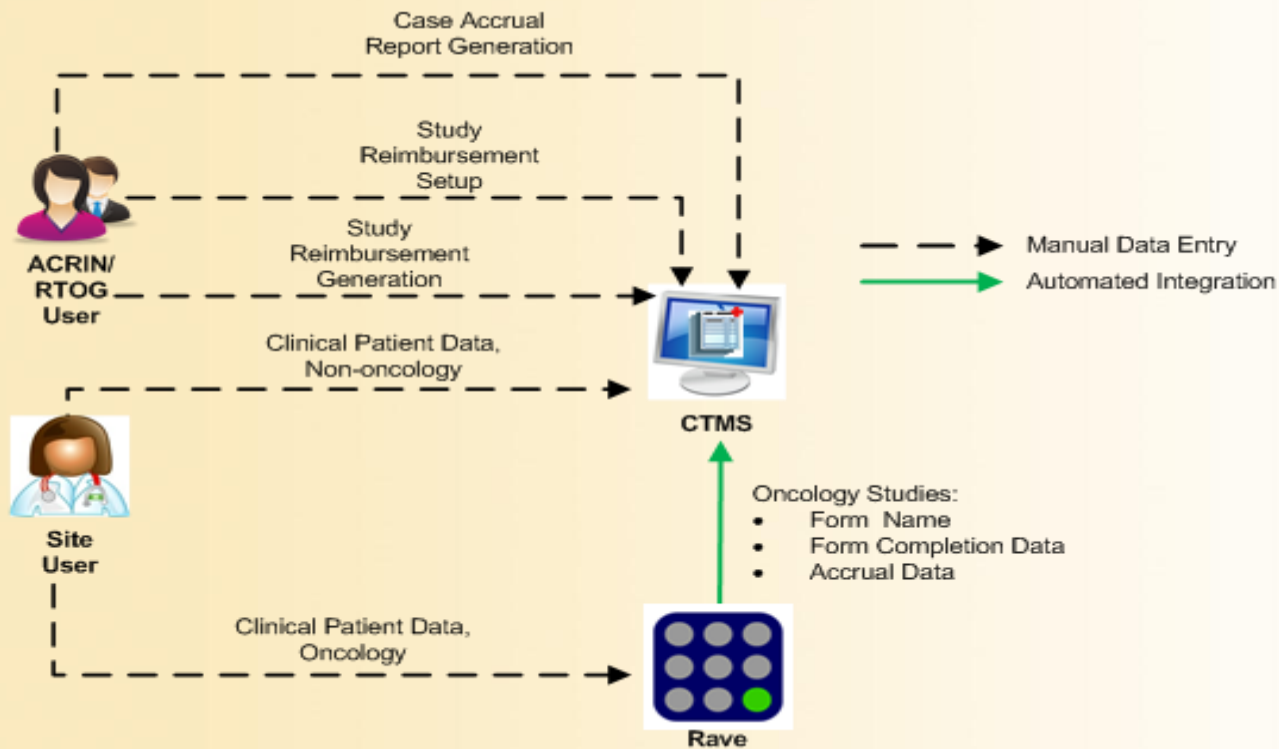 Case Accrual
Report Generation
Study
Reimbursement
Setup
Study
Reimbursement
Generation
ACRIN/
RTOG
User
Manual Data Entry
Automated Integration
Clinical Patient Data,
Non-oncology
CTMS
Site
User
Oncology Studies:
• Form Name
• Form Completion Data
• Accrual Data
Clinical Patient Data,
Oncology
Rave